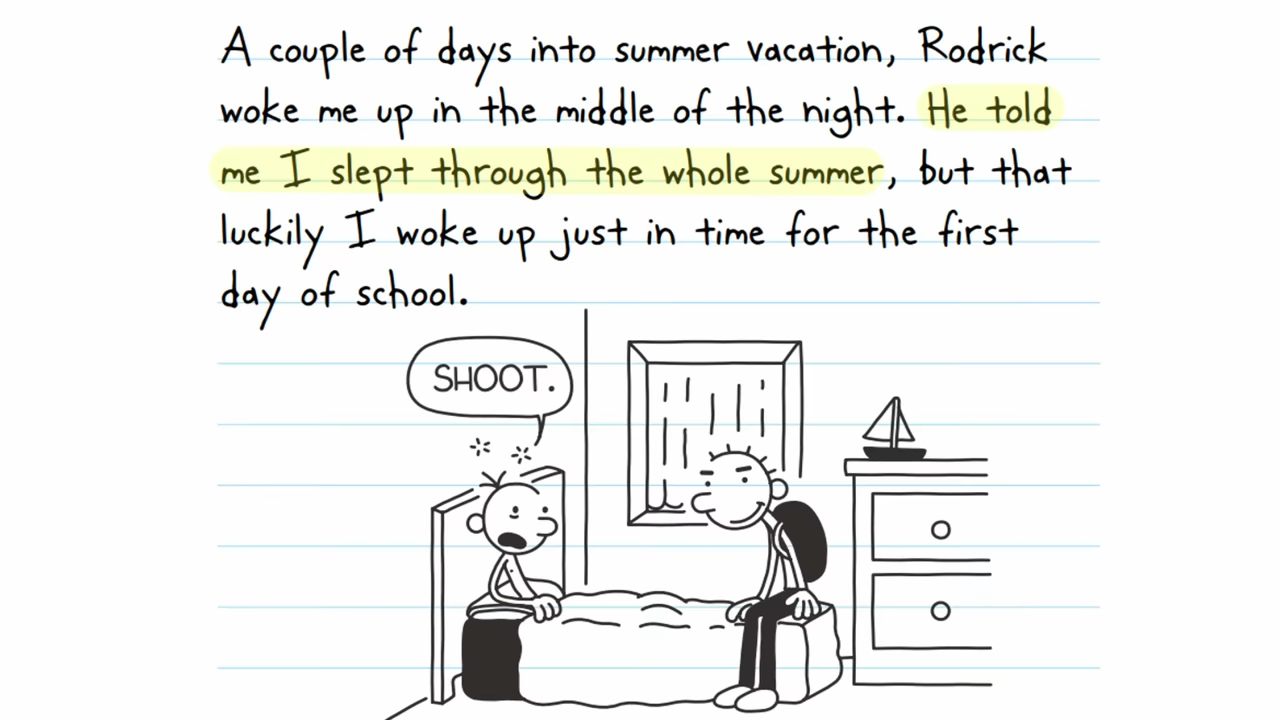 A couple of days into summer vacation, Rodrick
woke me up in the middle of the night. He told
me I slept through the whole summer, but that
luckily I woke up just in time for the first
day of school.
SHOOT.